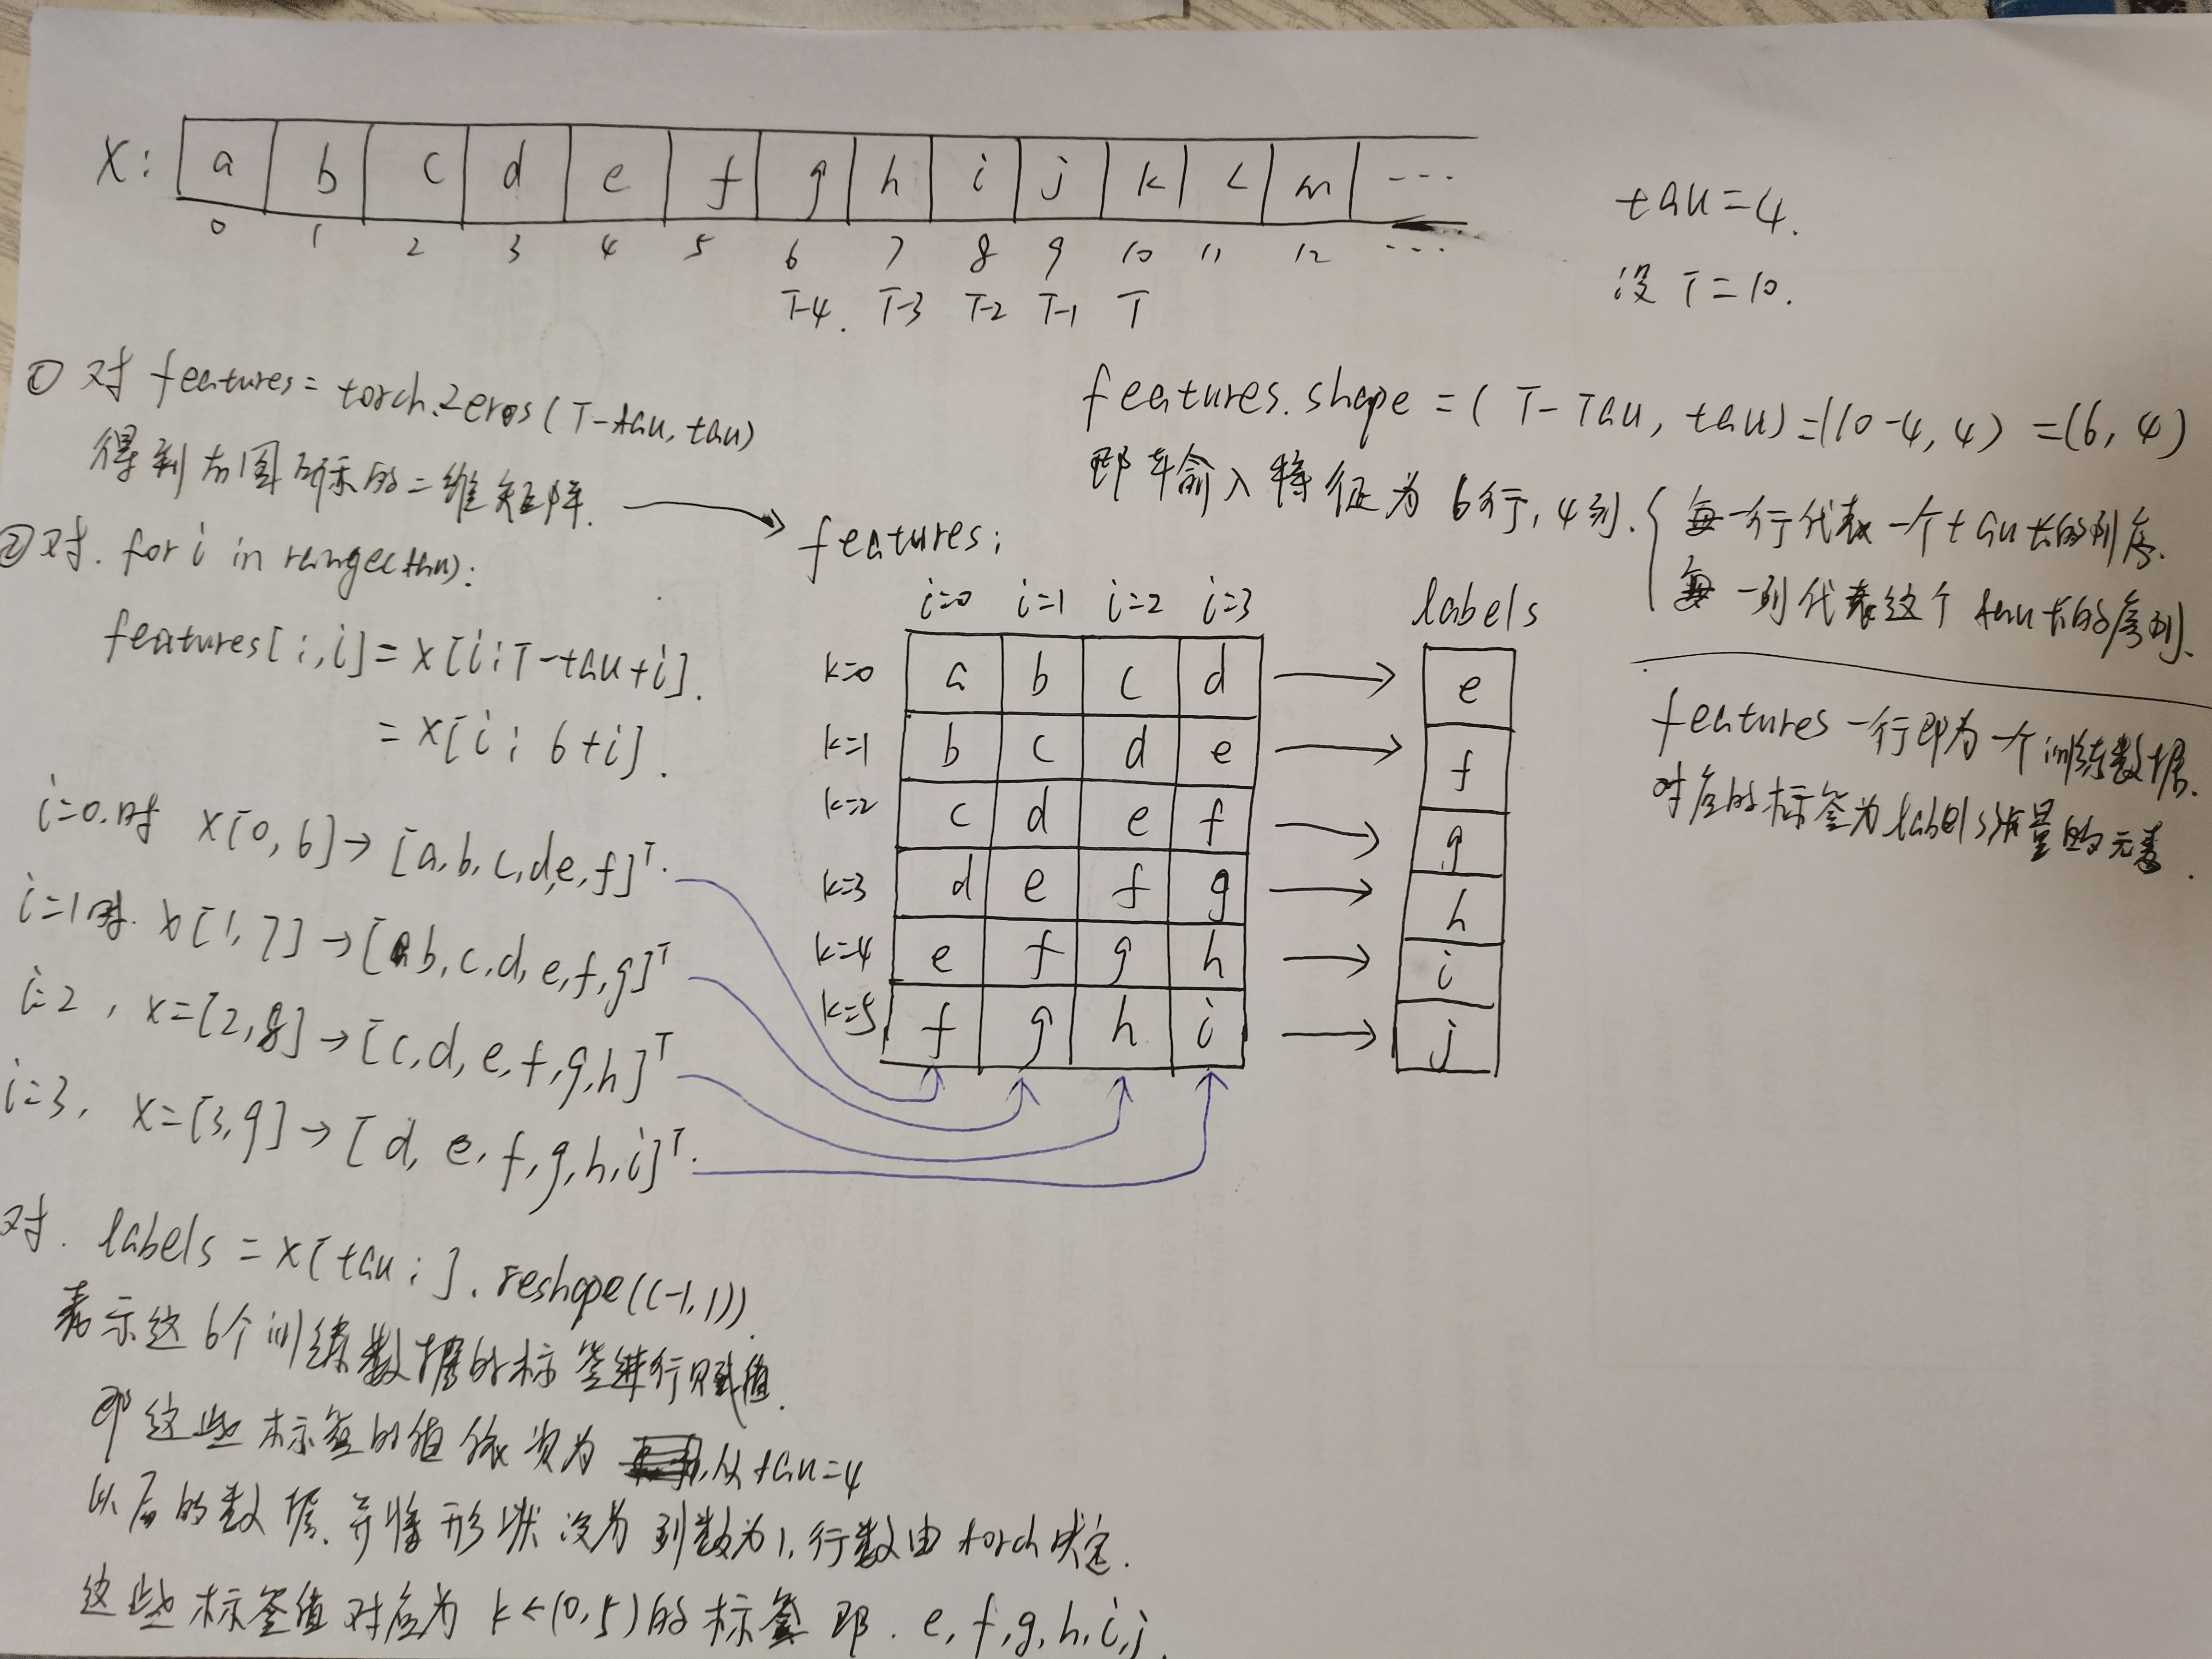 X: a b c d e f g h i j k L m ...
0 1 2 3 4 5 6 7 8 9 10 11 12 ...
T-4. T-3 T-2 T-1 T
tau=4.
设 T=10.
① 对 features = torch.zeros(T-tau, tau)
得到右图所示的二维矩阵.
features.shape = (T-Tau, tau)=(10-4, 4) =(6, 4)
即 输入特征为 6行, 4列.
每一行代表一个tau长的列序.
每一列代表这个 tau长的序列.
② 对. for i in range(tau):
features[:,i] = X[i:T-tau+i].
= X[i: 6+i].
i=0.时 X[0, 6]→ [a,b,c,d,e,f]ᵀ.
i=1时. X[1, 7]→[b,c,d,e,f,g]ᵀ
i=2, X=[2,8]→[c,d,e,f,g,h]ᵀ
i=3, X=[3,9]→[d,e,f,g,h,i]ᵀ.
features:
i=0 i=1 i=2 i=3 labels
k=0 a b c d → e
k=1 b c d e → f
k=2 c d e f → g
k=3 d e f g → h
k=4 e f g h → i
k=5 f g h i → j
features 一行即为一个训练数据.
对应的标签为labels 的元素.
对. labels = X[tau:].reshape((-1,1))
表示这6个训练数据的标签进行赋值.
即这些标签的值依次为 从tau=4
以后的数据.并将形状设为列数为1,行数由torch决定.
这些标签值对应为 k<(0,5)的标签 即. e,f,g,h,i,j